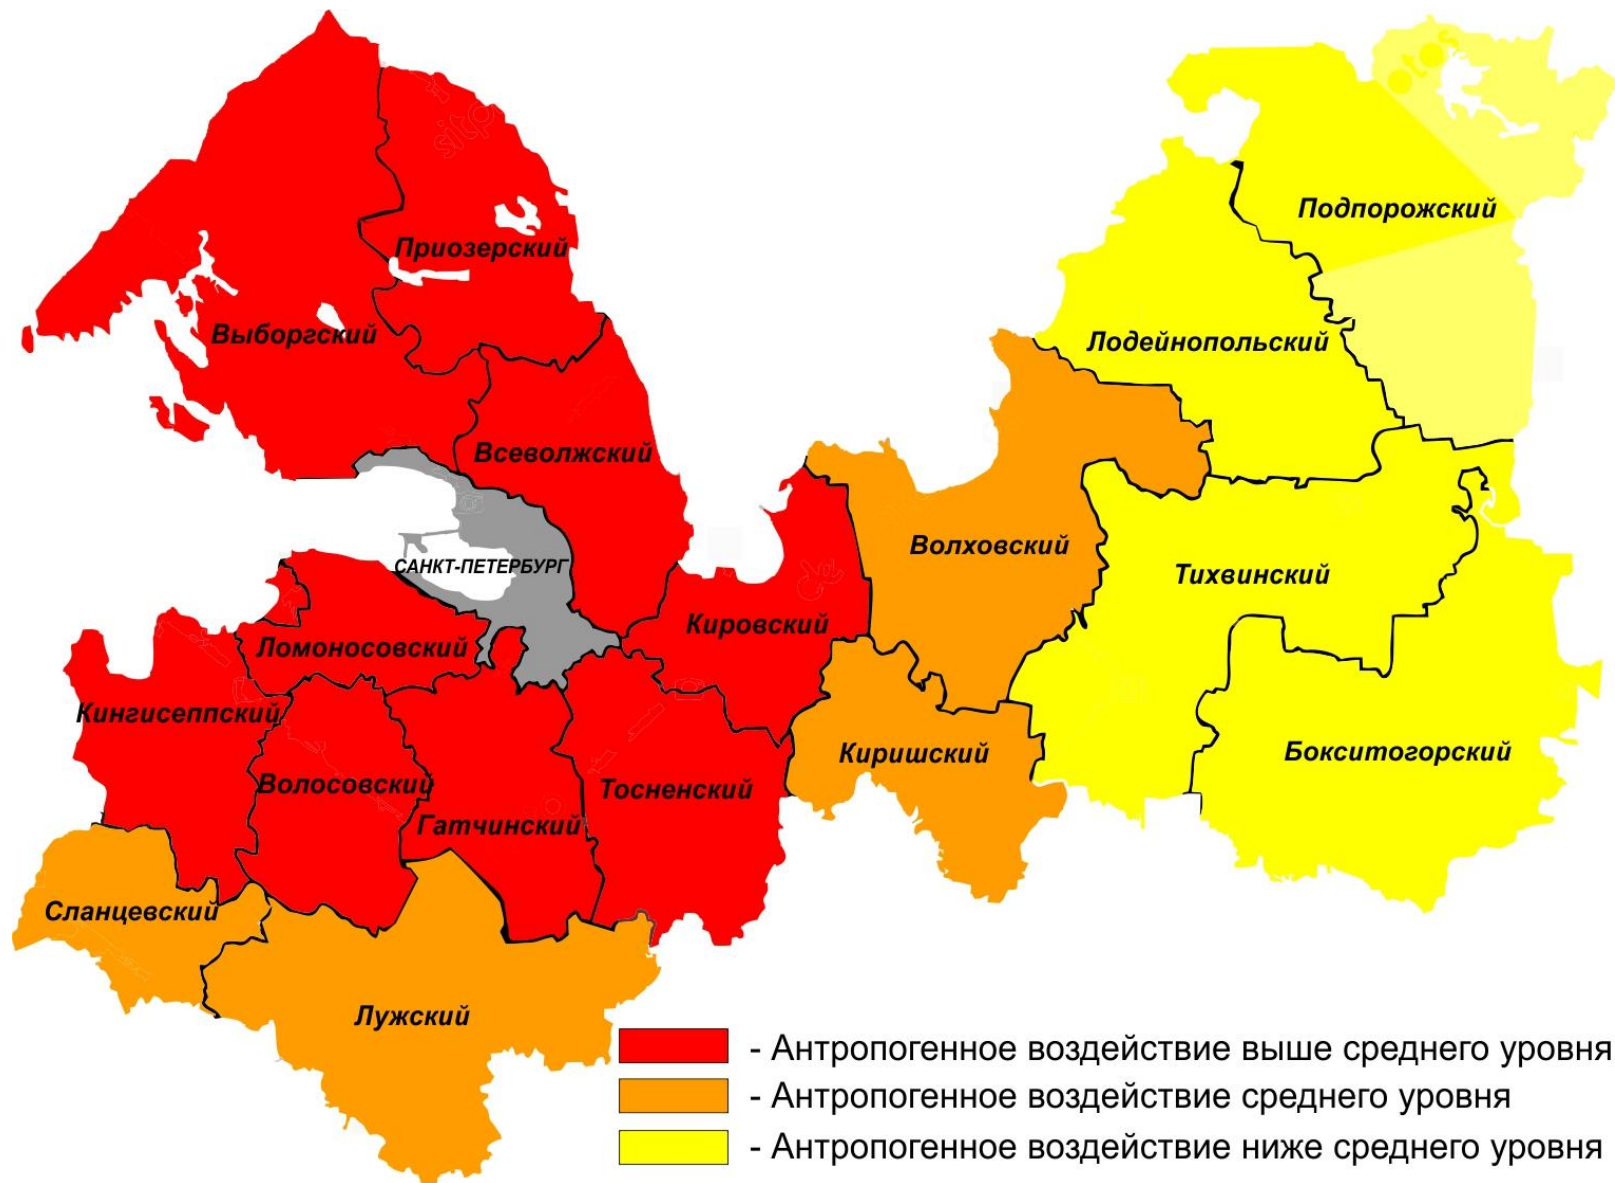 Подпорожский
Приозерский
Выборгский
Лодейнопольский
Всеволжский
Волховский
САНКТ-ПЕТЕРБУРГ
Тихвинский
Кировский
Ломоносовский
Кингисеппский
Киришский
Бокситогорский
Волосовский
Тосненский
Гатчинский
Сланцевский
Лужский
- Антропогенное воздействие выше среднего уровня
- Антропогенное воздействие среднего уровня
- Антропогенное воздействие ниже среднего уровня